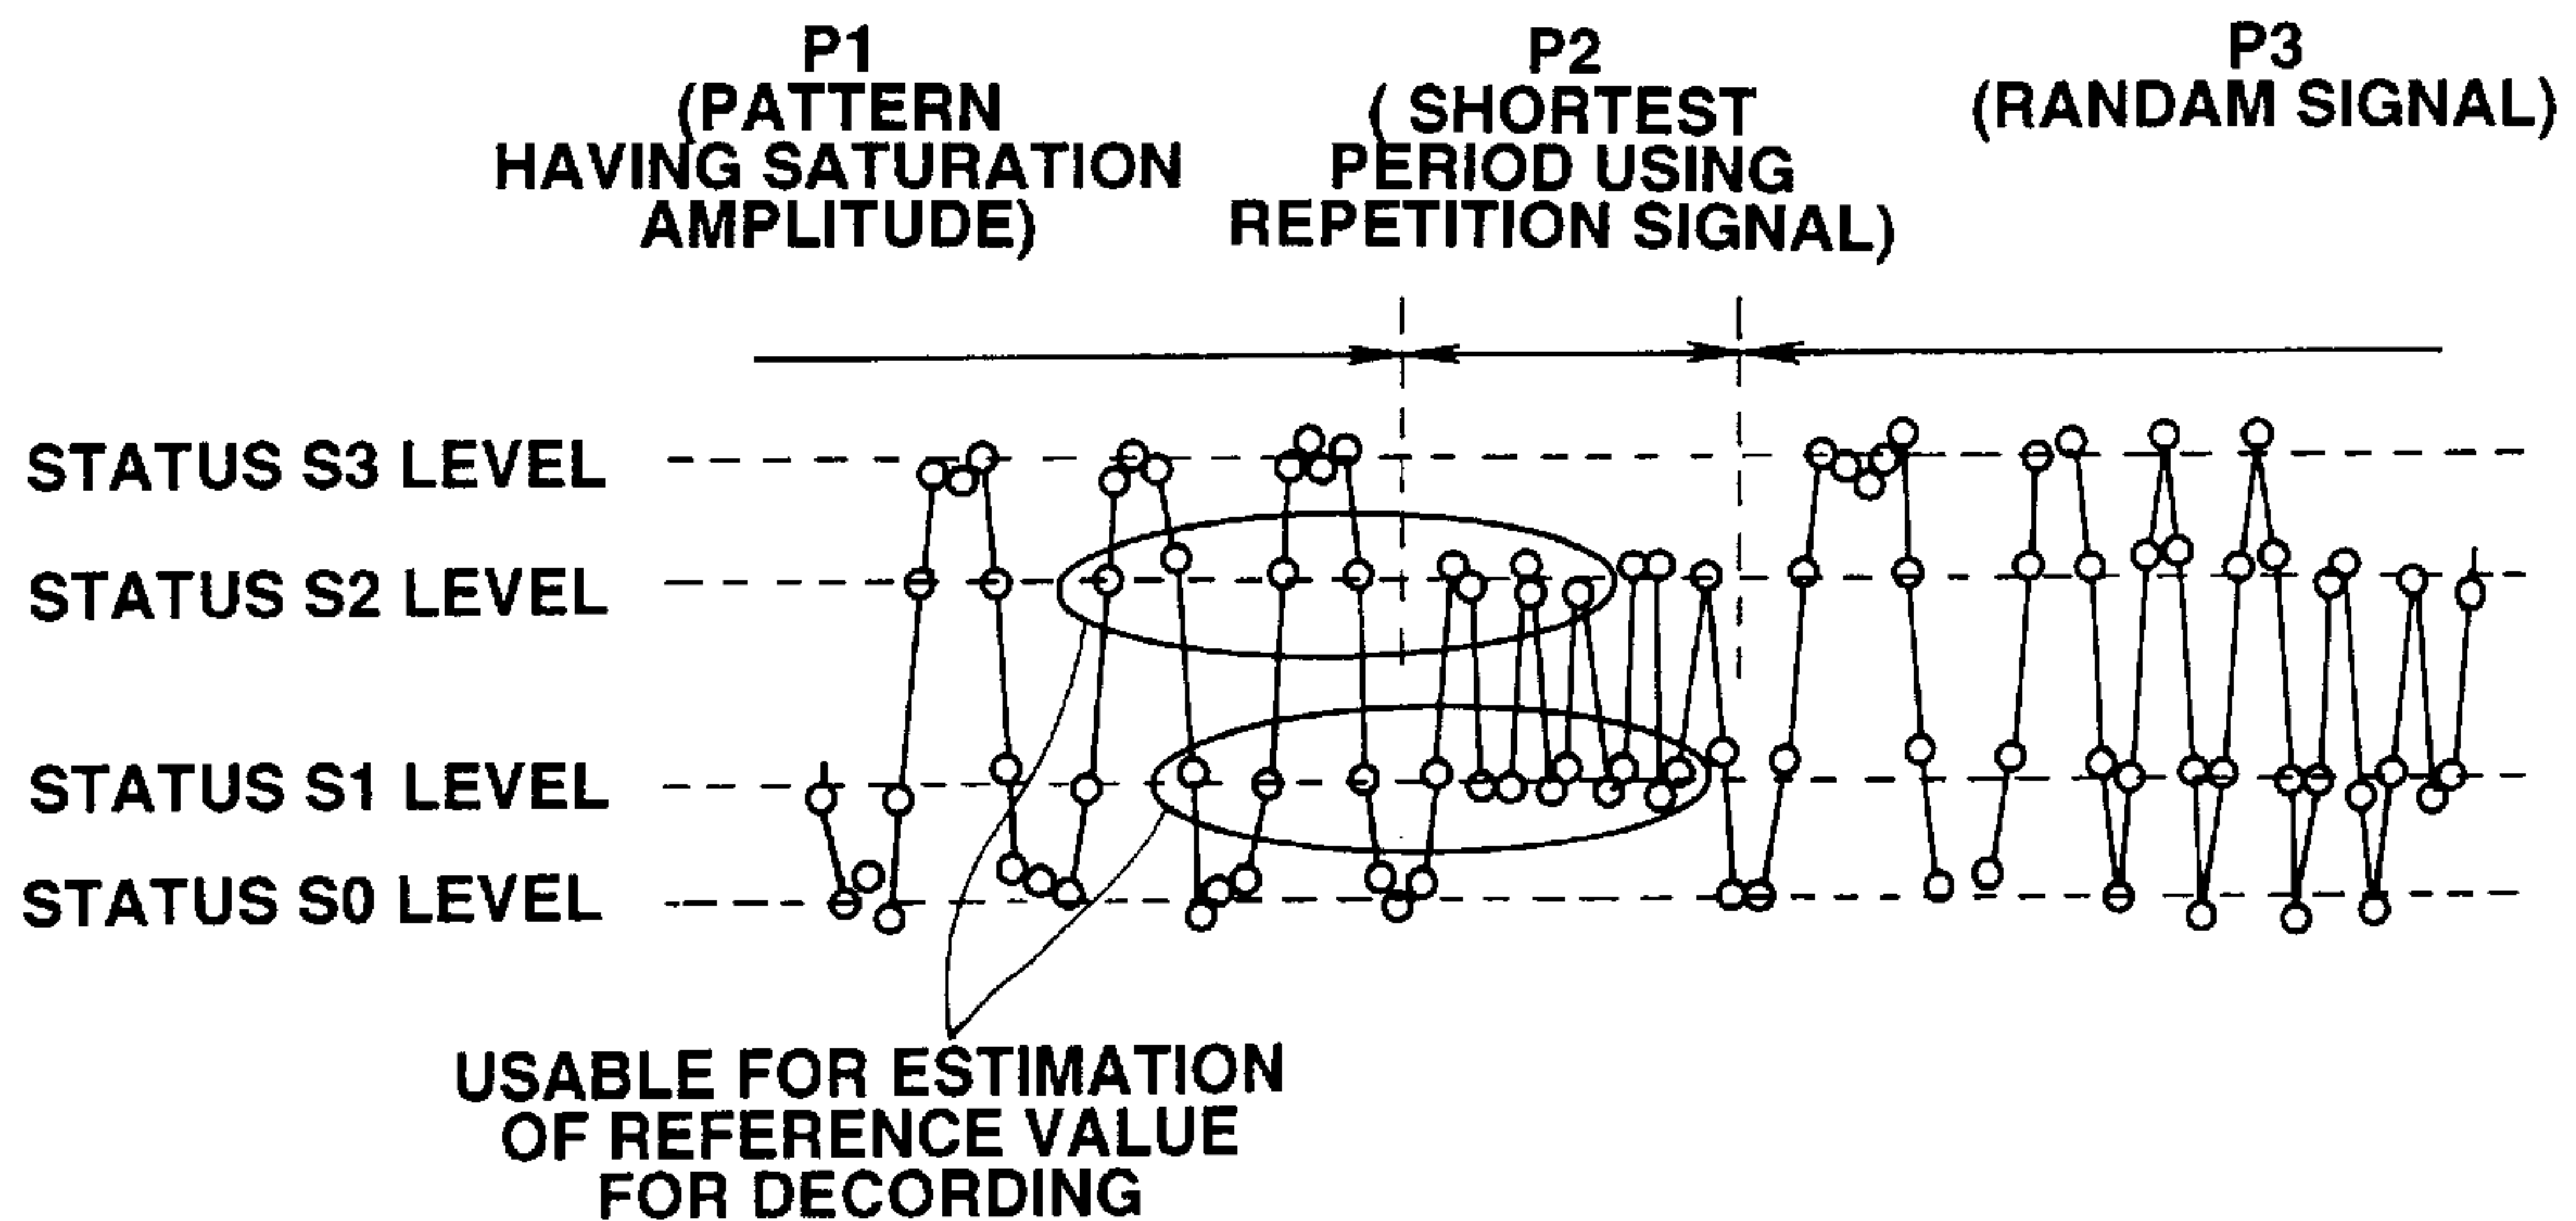 P1
(PATTERN
HAVING SATURATION
AMPLITUDE)
P2
( SHORTEST
PERIOD USING
REPETITION SIGNAL)
P3
(RANDAM SIGNAL)
STATUS S3 LEVEL
STATUS S2 LEVEL
STATUS S1 LEVEL
STATUS S0 LEVEL
USABLE FOR ESTIMATION
OF REFERENCE VALUE
FOR DECORDING